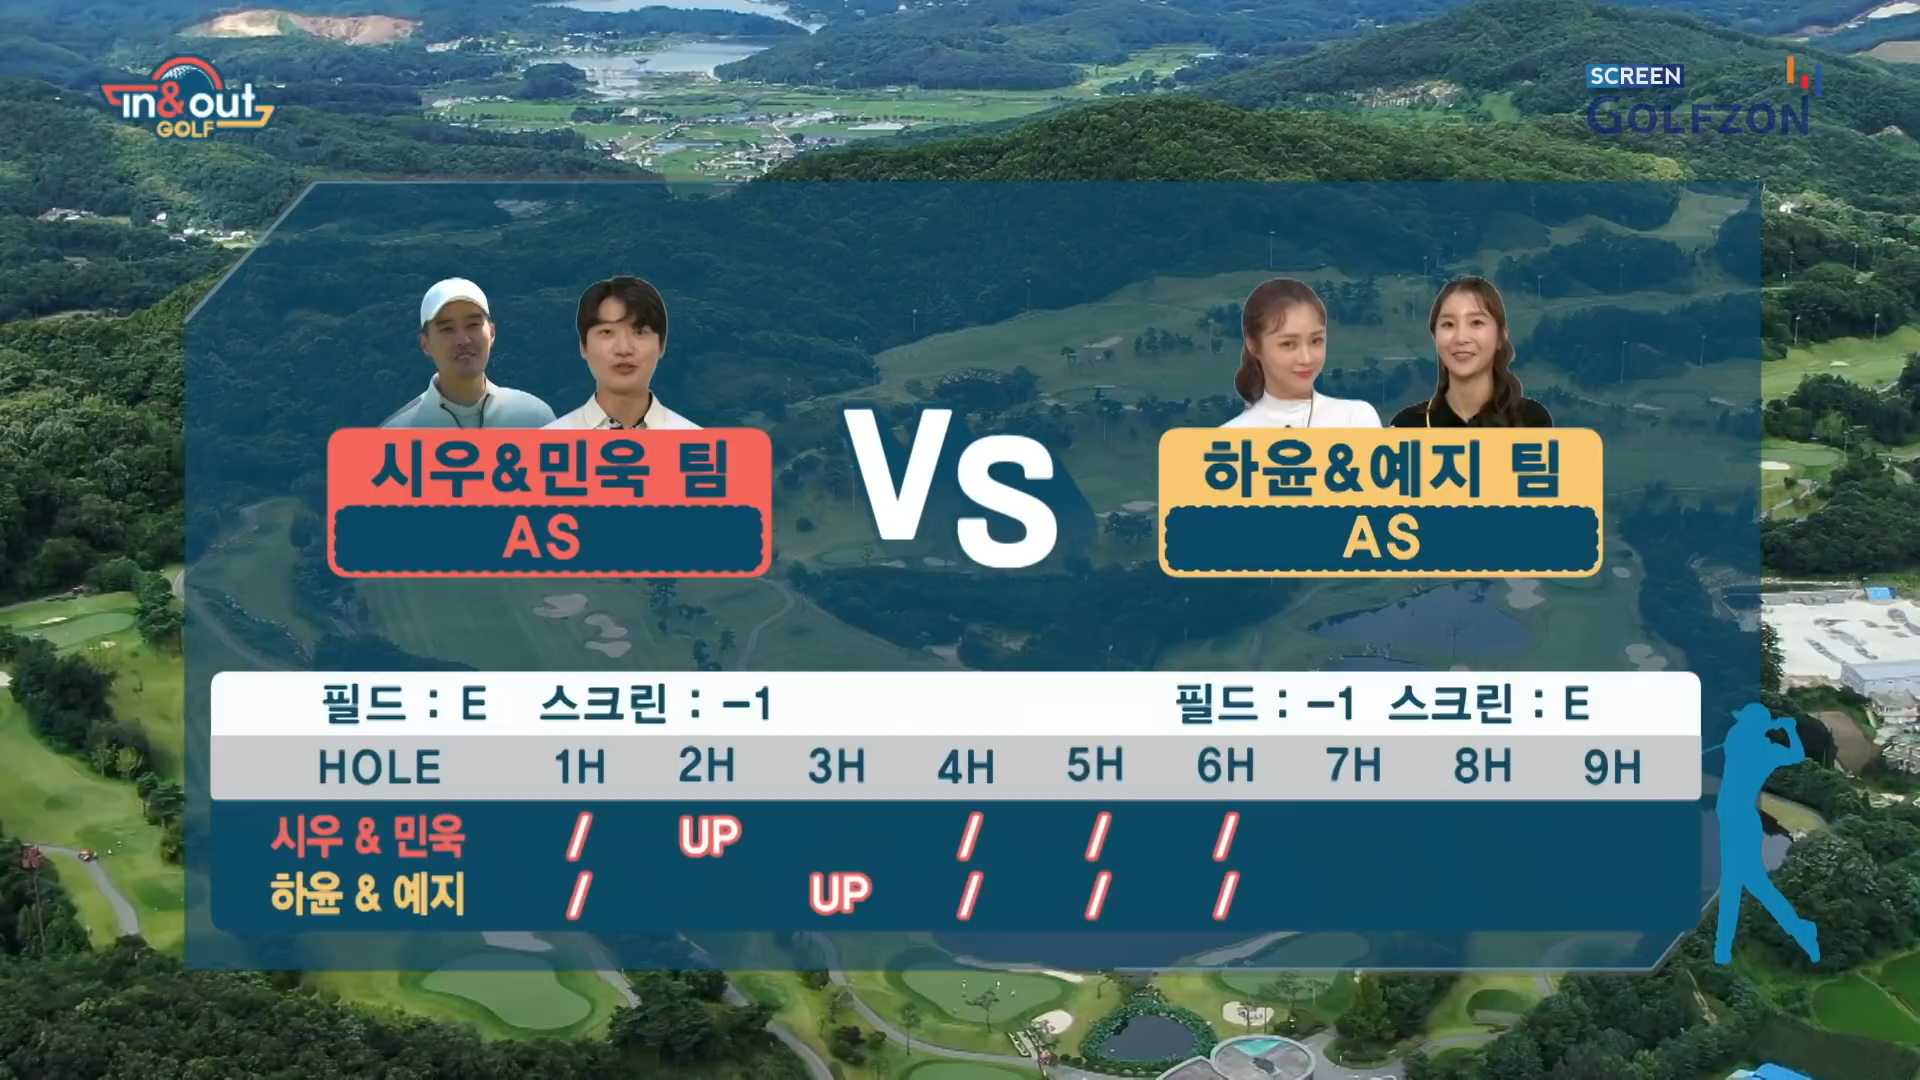 in&out
GOLF
SCREEN
GOLFZON
시우&민욱 팀
AS
VS
하윤&예지 팀
AS
필드 : E 스크린 : -1
필드 : -1 스크린 : E
HOLE 1H 2H 3H 4H 5H 6H 7H 8H 9H
시우 & 민욱 / UP / / /
하윤 & 예지 / UP / / /